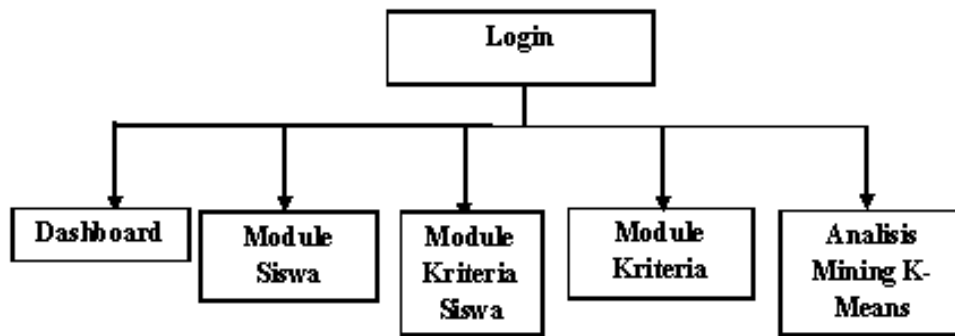 Login
Dashboard
Module
Siswa
Module
Kriteria
Siswa
Module
Kriteria
Analisis
Mining K-
Means